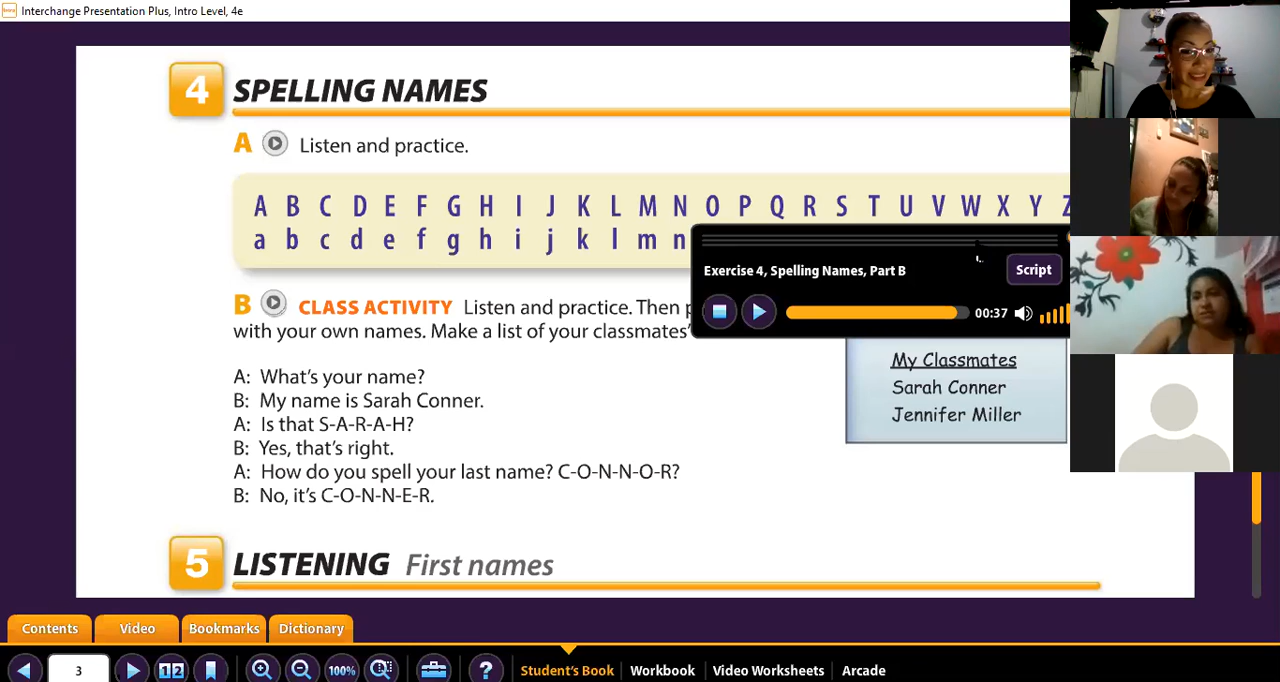 Interchange Presentation Plus, Intro Level, 4e
4 SPELLING NAMES
A Listen and practice.
A B C D E F G H I J K L M N O P Q R S T U V W X Y Z
a b c d e f g h i j k l m n
B CLASS ACTIVITY Listen and practice. Then
with your own names. Make a list of your classmates'
Exercise 4, Spelling Names, Part B
Script
00:37
My Classmates
Sarah Conner
Jennifer Miller
A: What's your name?
B: My name is Sarah Conner.
A: Is that S-A-R-A-H?
B: Yes, that's right.
A: How do you spell your last name? C-O-N-N-O-R?
B: No, it's C-O-N-N-E-R.
5 LISTENING First names
Contents Video Bookmarks Dictionary
3 1 2 100% ? Student's Book Workbook Video Worksheets Arcade